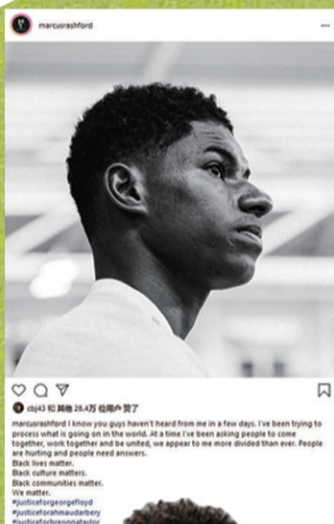 marcusrashford
cbj43 和 其他 28.4万 位用户 赞了
marcusrashford I know you guys haven't heard from me in a few days. I've been trying to
process what is going on in the world. At a time I've been asking people to come
together, work together and be united, we appear to me more divided than ever. People
are hurting and people need answers.
Black lives matter.
Black culture matters.
Black communities matter.
We matter.
#justiceforgeorgefloyd
#justiceforahmaudarbery
#justiceforbreonnataylor